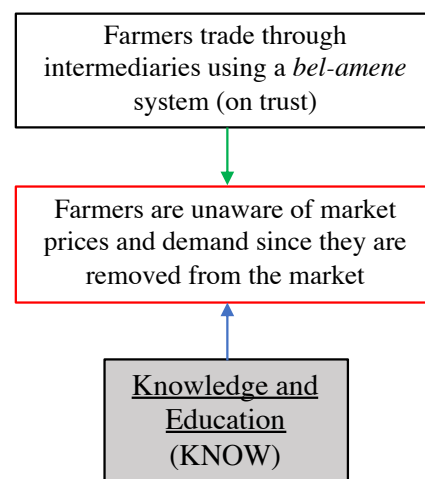 Farmers trade through
intermediaries using a bel-amene
system (on trust)
Farmers are unaware of market
prices and demand since they are
removed from the market
Knowledge and
Education
(KNOW)